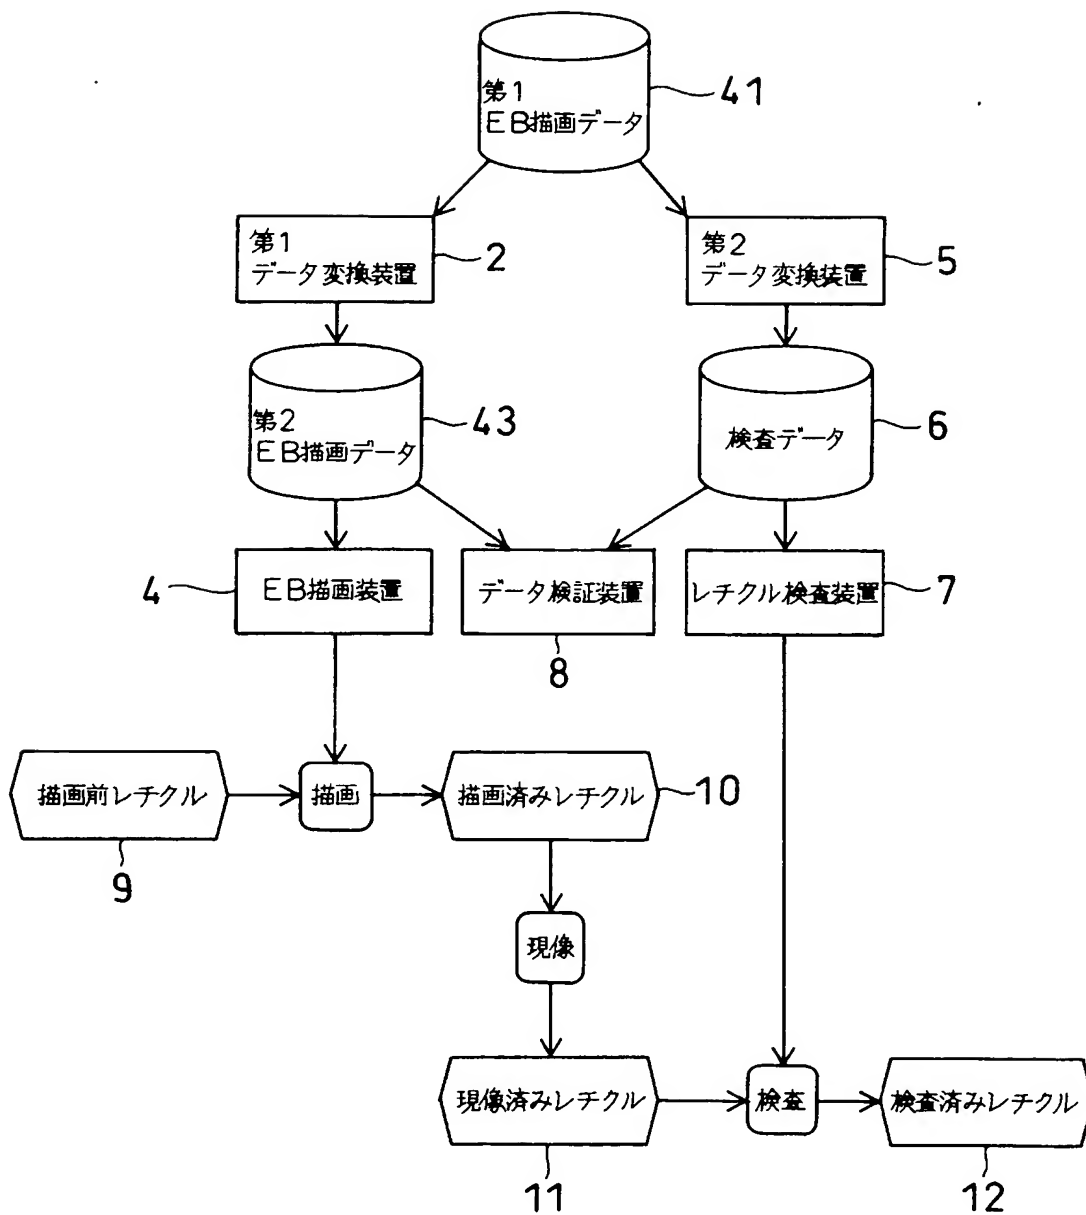 第1
EB描画データ
41
第1
データ変換装置
2
第2
データ変換装置
5
第2
EB描画データ
43
検査データ
6
4
EB描画装置
データ検証装置
8
レチクル検査装置
7
描画前レチクル
9
描画
描画済みレチクル
10
現像
現像済みレチクル
11
検査
検査済みレチクル
12